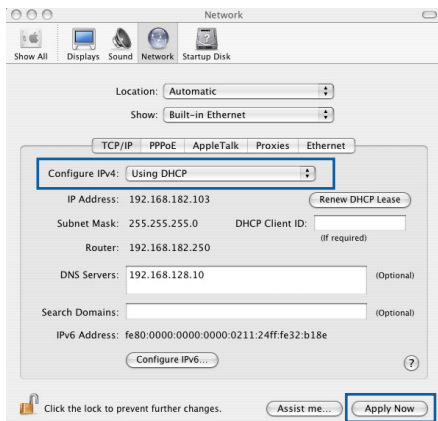 Network
Show All Displays Sound Network Startup Disk
Location: Automatic
Show: Built-in Ethernet
TCP/IP PPPoE AppleTalk Proxies Ethernet
Configure IPv4: Using DHCP
IP Address: 192.168.182.103 Renew DHCP Lease
Subnet Mask: 255.255.255.0 DHCP Client ID:
(If required)
Router: 192.168.182.250
DNS Servers: 192.168.128.10 (Optional)
Search Domains: (Optional)
IPv6 Address: fe80:0000:0000:0000:0211:24ff:fe32:b18e
Configure IPv6... ?
Click the lock to prevent further changes. Assist me... Apply Now